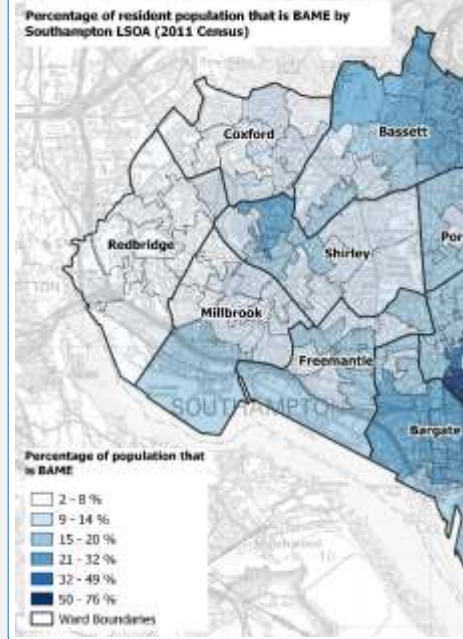 Percentage of resident population that is BAME by
Southampton LSOA (2011 Census)
Coxford
Bassett
Redbridge
Shirley
Por
Millbrook
Freemantle
SOUTHAMPTON
Bargate
Percentage of population that
is BAME
2 - 8 %
9 - 14 %
15 - 20 %
21 - 32 %
32 - 49 %
50 - 76 %
Ward Boundaries